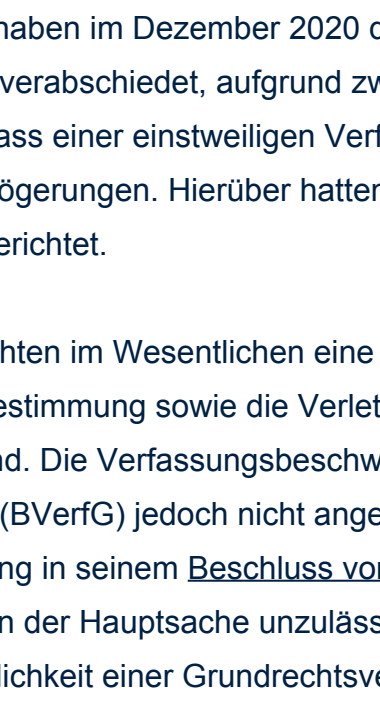 haben im Dezember 2020 d
verabschiedet, aufgrund zw
ass einer einstweiligen Verf
ögerungen. Hierüber hatten
erichtet.
hten im Wesentlichen eine
estimmung sowie die Verlet
nd. Die Verfassungsbeschw
(BVerfG) jedoch nicht ange
ng in seinem Beschluss vor
n der Hauptsache unzuläss
lichkeit einer Grundrechtsve